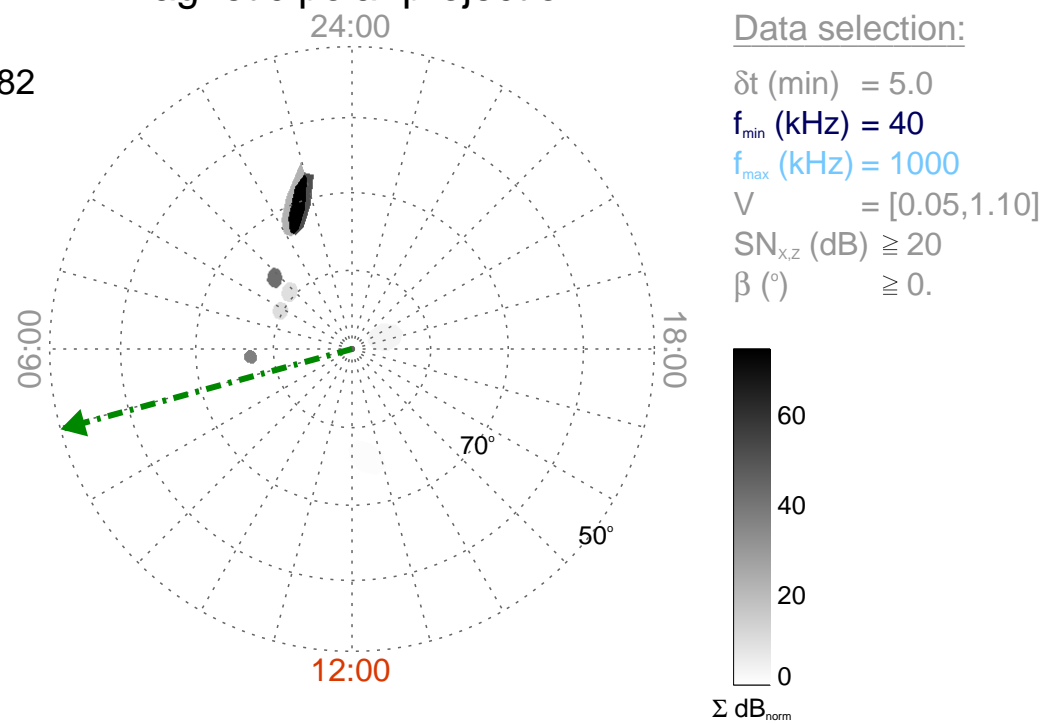 24:00
82
06:00
18:00
70°
50°
12:00
Data selection:
δt (min) = 5.0
fmin (kHz) = 40
fmax (kHz) = 1000
V = [0.05,1.10]
SNX,Z (dB) ≧ 20
β (°) ≧ 0.
60
40
20
0
Σ dBnorm